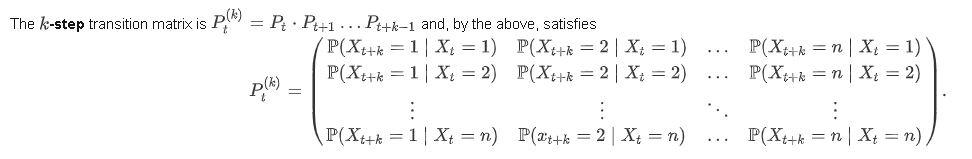 The k-step transition matrix is P_t^{(k)} = P_t · P_{t+1} … P_{t+k−1} and, by the above, satisfies
P_t^{(k)} = ( ℙ(X_{t+k} = 1 | X_t = 1) ℙ(X_{t+k} = 2 | X_t = 1) … ℙ(X_{t+k} = n | X_t = 1)
ℙ(X_{t+k} = 1 | X_t = 2) ℙ(X_{t+k} = 2 | X_t = 2) … ℙ(X_{t+k} = n | X_t = 2)
⋮ ⋮ ⋱ ⋮
ℙ(X_{t+k} = 1 | X_t = n) ℙ(x_{t+k} = 2 | X_t = n) … ℙ(X_{t+k} = n | X_t = n) ).